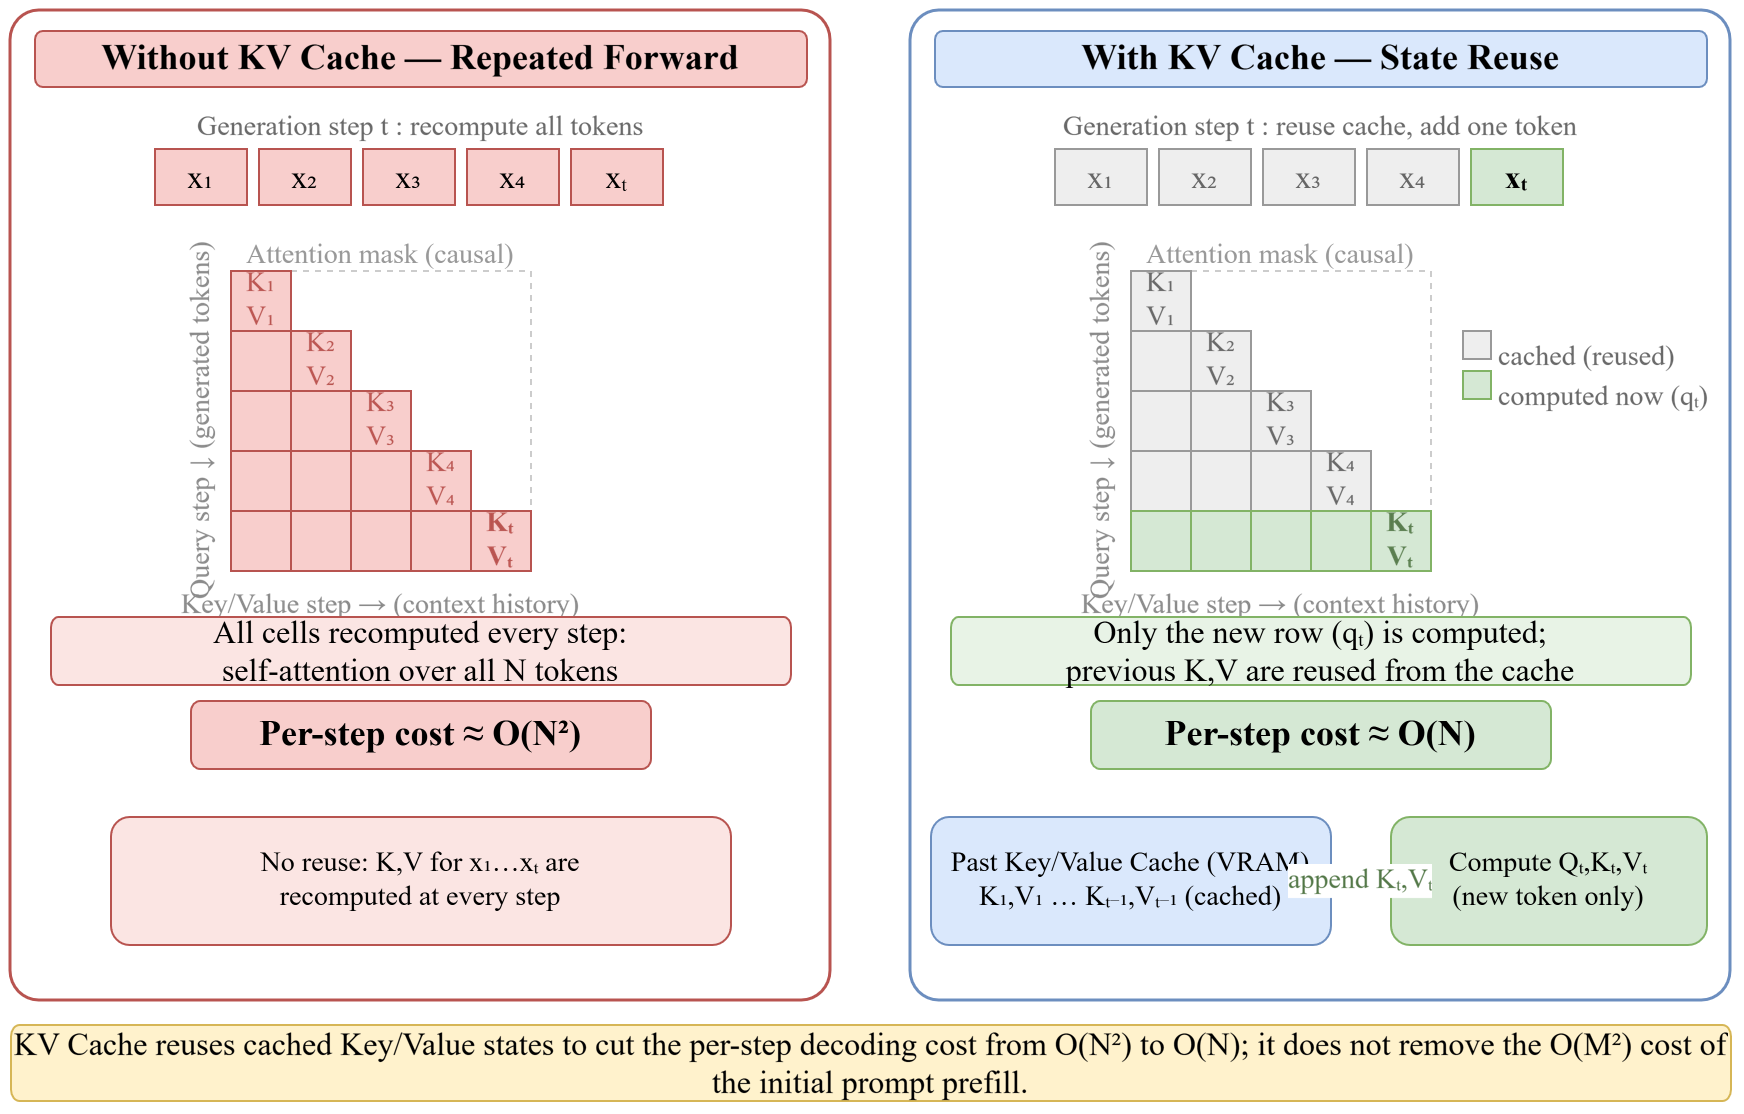 Without KV Cache — Repeated Forward
Generation step t : recompute all tokens
x₁ x₂ x₃ x₄ xₜ
Attention mask (causal)
Query step ↓ (generated tokens)
K₁
V₁
K₂
V₂
K₃
V₃
K₄
V₄
Kₜ
Vₜ
Key/Value step → (context history)
All cells recomputed every step:
self-attention over all N tokens
Per-step cost ≈ O(N²)
No reuse: K,V for x₁…xₜ are
recomputed at every step
With KV Cache — State Reuse
Generation step t : reuse cache, add one token
x₁ x₂ x₃ x₄ xₜ
Attention mask (causal)
Query step ↓ (generated tokens)
K₁
V₁
K₂
V₂
K₃
V₃
K₄
V₄
Kₜ
Vₜ
cached (reused)
computed now (qₜ)
Key/Value step → (context history)
Only the new row (qₜ) is computed;
previous K,V are reused from the cache
Per-step cost ≈ O(N)
Past Key/Value Cache (VRAM)
K₁,V₁ … Kₜ₋₁,Vₜ₋₁ (cached)
append Kₜ,Vₜ
Compute Qₜ,Kₜ,Vₜ
(new token only)
KV Cache reuses cached Key/Value states to cut the per-step decoding cost from O(N²) to O(N); it does not remove the O(M²) cost of
the initial prompt prefill.